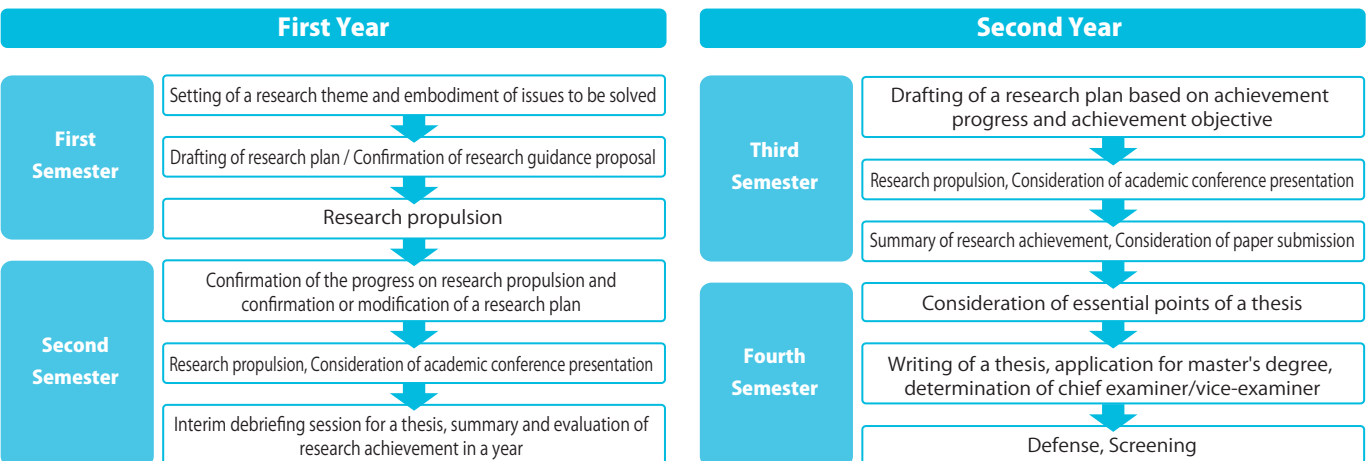 First Year
First
Semester
Setting of a research theme and embodiment of issues to be solved
Drafting of research plan / Confirmation of research guidance proposal
Research propulsion
Second
Semester
Confirmation of the progress on research propulsion and
confirmation or modification of a research plan
Research propulsion, Consideration of academic conference presentation
Interim debriefing session for a thesis, summary and evaluation of
research achievement in a year
Second Year
Third
Semester
Drafting of a research plan based on achievement
progress and achievement objective
Research propulsion, Consideration of academic conference presentation
Summary of research achievement, Consideration of paper submission
Fourth
Semester
Consideration of essential points of a thesis
Writing of a thesis, application for master's degree,
determination of chief examiner/vice-examiner
Defense, Screening